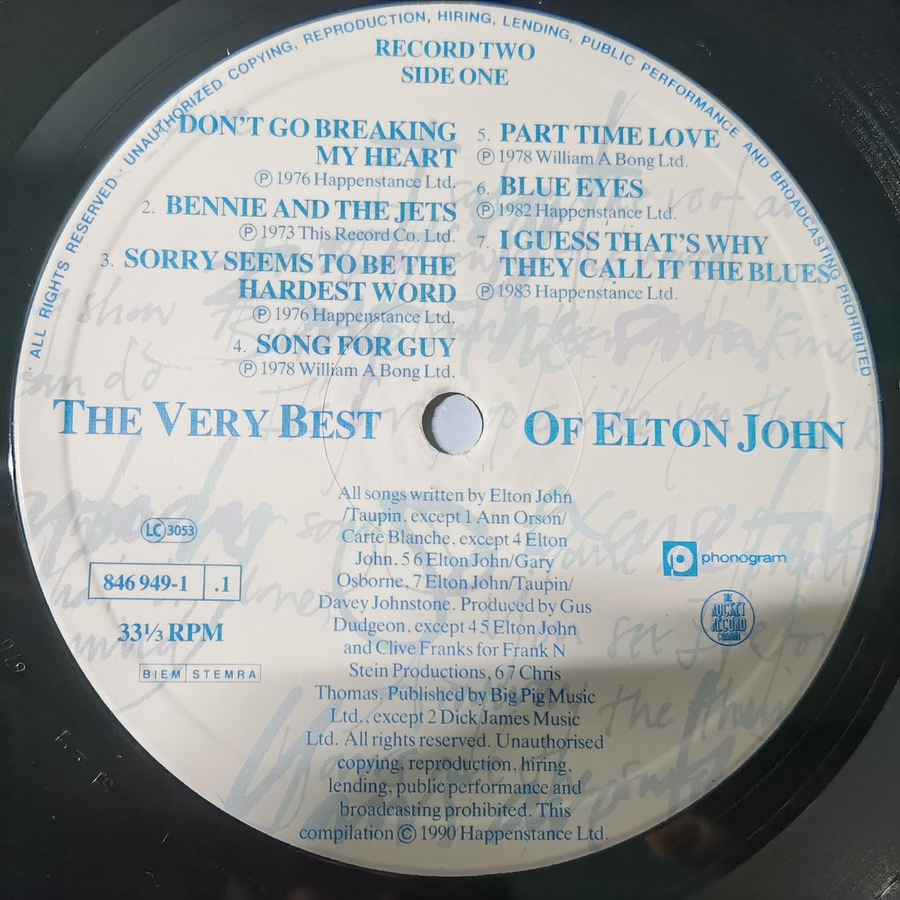 · ALL RIGHTS RESERVED · UNAUTHORIZED COPYING, REPRODUCTION, HIRING, LENDING, PUBLIC PERFORMANCE AND BROADCASTING PROHIBITED ·
RECORD TWO
SIDE ONE
DON'T GO BREAKING
MY HEART
Ⓟ 1976 Happenstance Ltd.
2. BENNIE AND THE JETS
Ⓟ 1973 This Record Co. Ltd.
3. SORRY SEEMS TO BE THE
HARDEST WORD
Ⓟ 1976 Happenstance Ltd.
4. SONG FOR GUY
Ⓟ 1978 William A Bong Ltd.
5. PART TIME LOVE
Ⓟ 1978 William A Bong Ltd.
6. BLUE EYES
Ⓟ 1982 Happenstance Ltd.
7. I GUESS THAT'S WHY
THEY CALL IT THE BLUES
Ⓟ 1983 Happenstance Ltd.
THE VERY BEST OF ELTON JOHN
All songs written by Elton John
/Taupin, except 1 Ann Orson/
Carte Blanche, except 4 Elton
John, 5 6 Elton John/Gary
Osborne, 7 Elton John/Taupin/
Davey Johnstone. Produced by Gus
Dudgeon, except 4 5 Elton John
and Clive Franks for Frank N
Stein Productions, 6 7 Chris
Thomas. Published by Big Pig Music
Ltd., except 2 Dick James Music
Ltd. All rights reserved. Unauthorised
copying, reproduction, hiring,
lending, public performance and
broadcasting prohibited. This
compilation © 1990 Happenstance Ltd.
LC 3053
846 949-1 .1
33⅓ RPM
BIEM STEMRA
phonogram
THE
ROCKET
RECORD
COMPANY